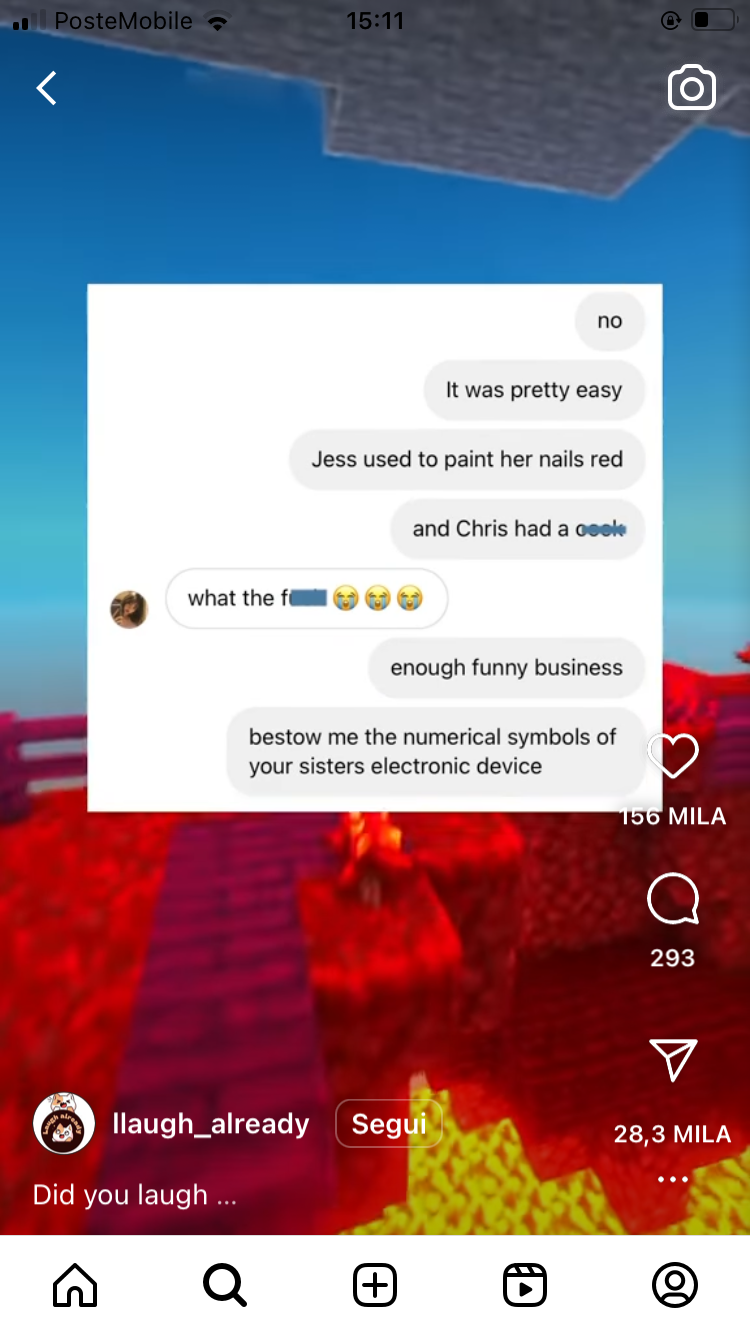 PosteMobile
15:11
no
It was pretty easy
Jess used to paint her nails red
and Chris had a cock
what the f 😭😭😭
enough funny business
bestow me the numerical symbols of
your sisters electronic device
156 MILA
293
28,3 MILA
llaugh_already
Segui
Did you laugh ...